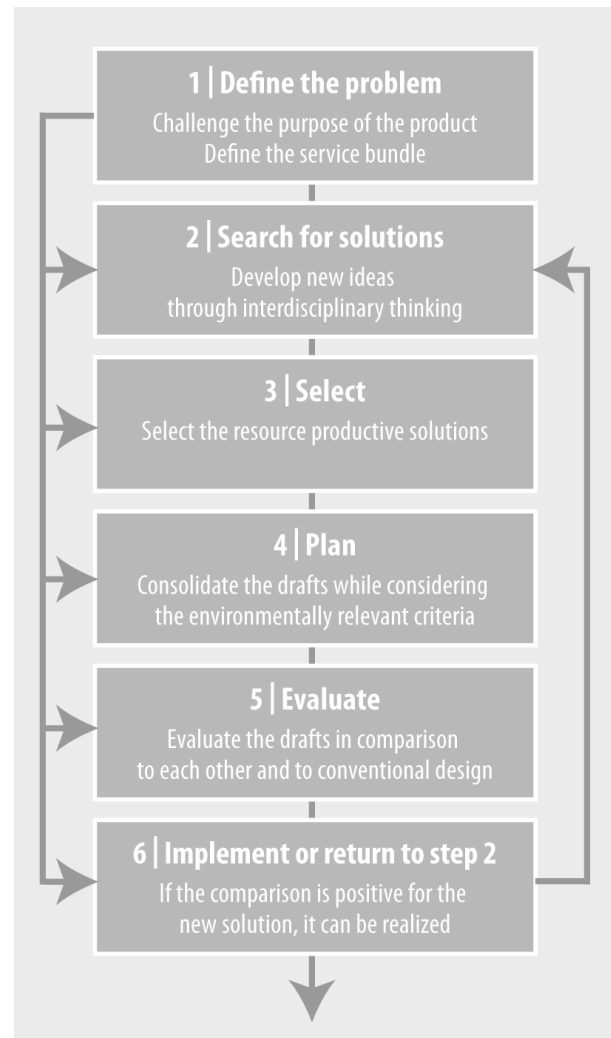 1 | Define the problem
Challenge the purpose of the product
Define the service bundle
2 | Search for solutions
Develop new ideas
through interdisciplinary thinking
3 | Select
Select the resource productive solutions
4 | Plan
Consolidate the drafts while considering
the environmentally relevant criteria
5 | Evaluate
Evaluate the drafts in comparison
to each other and to conventional design
6 | Implement or return to step 2
If the comparison is positive for the
new solution, it can be realized